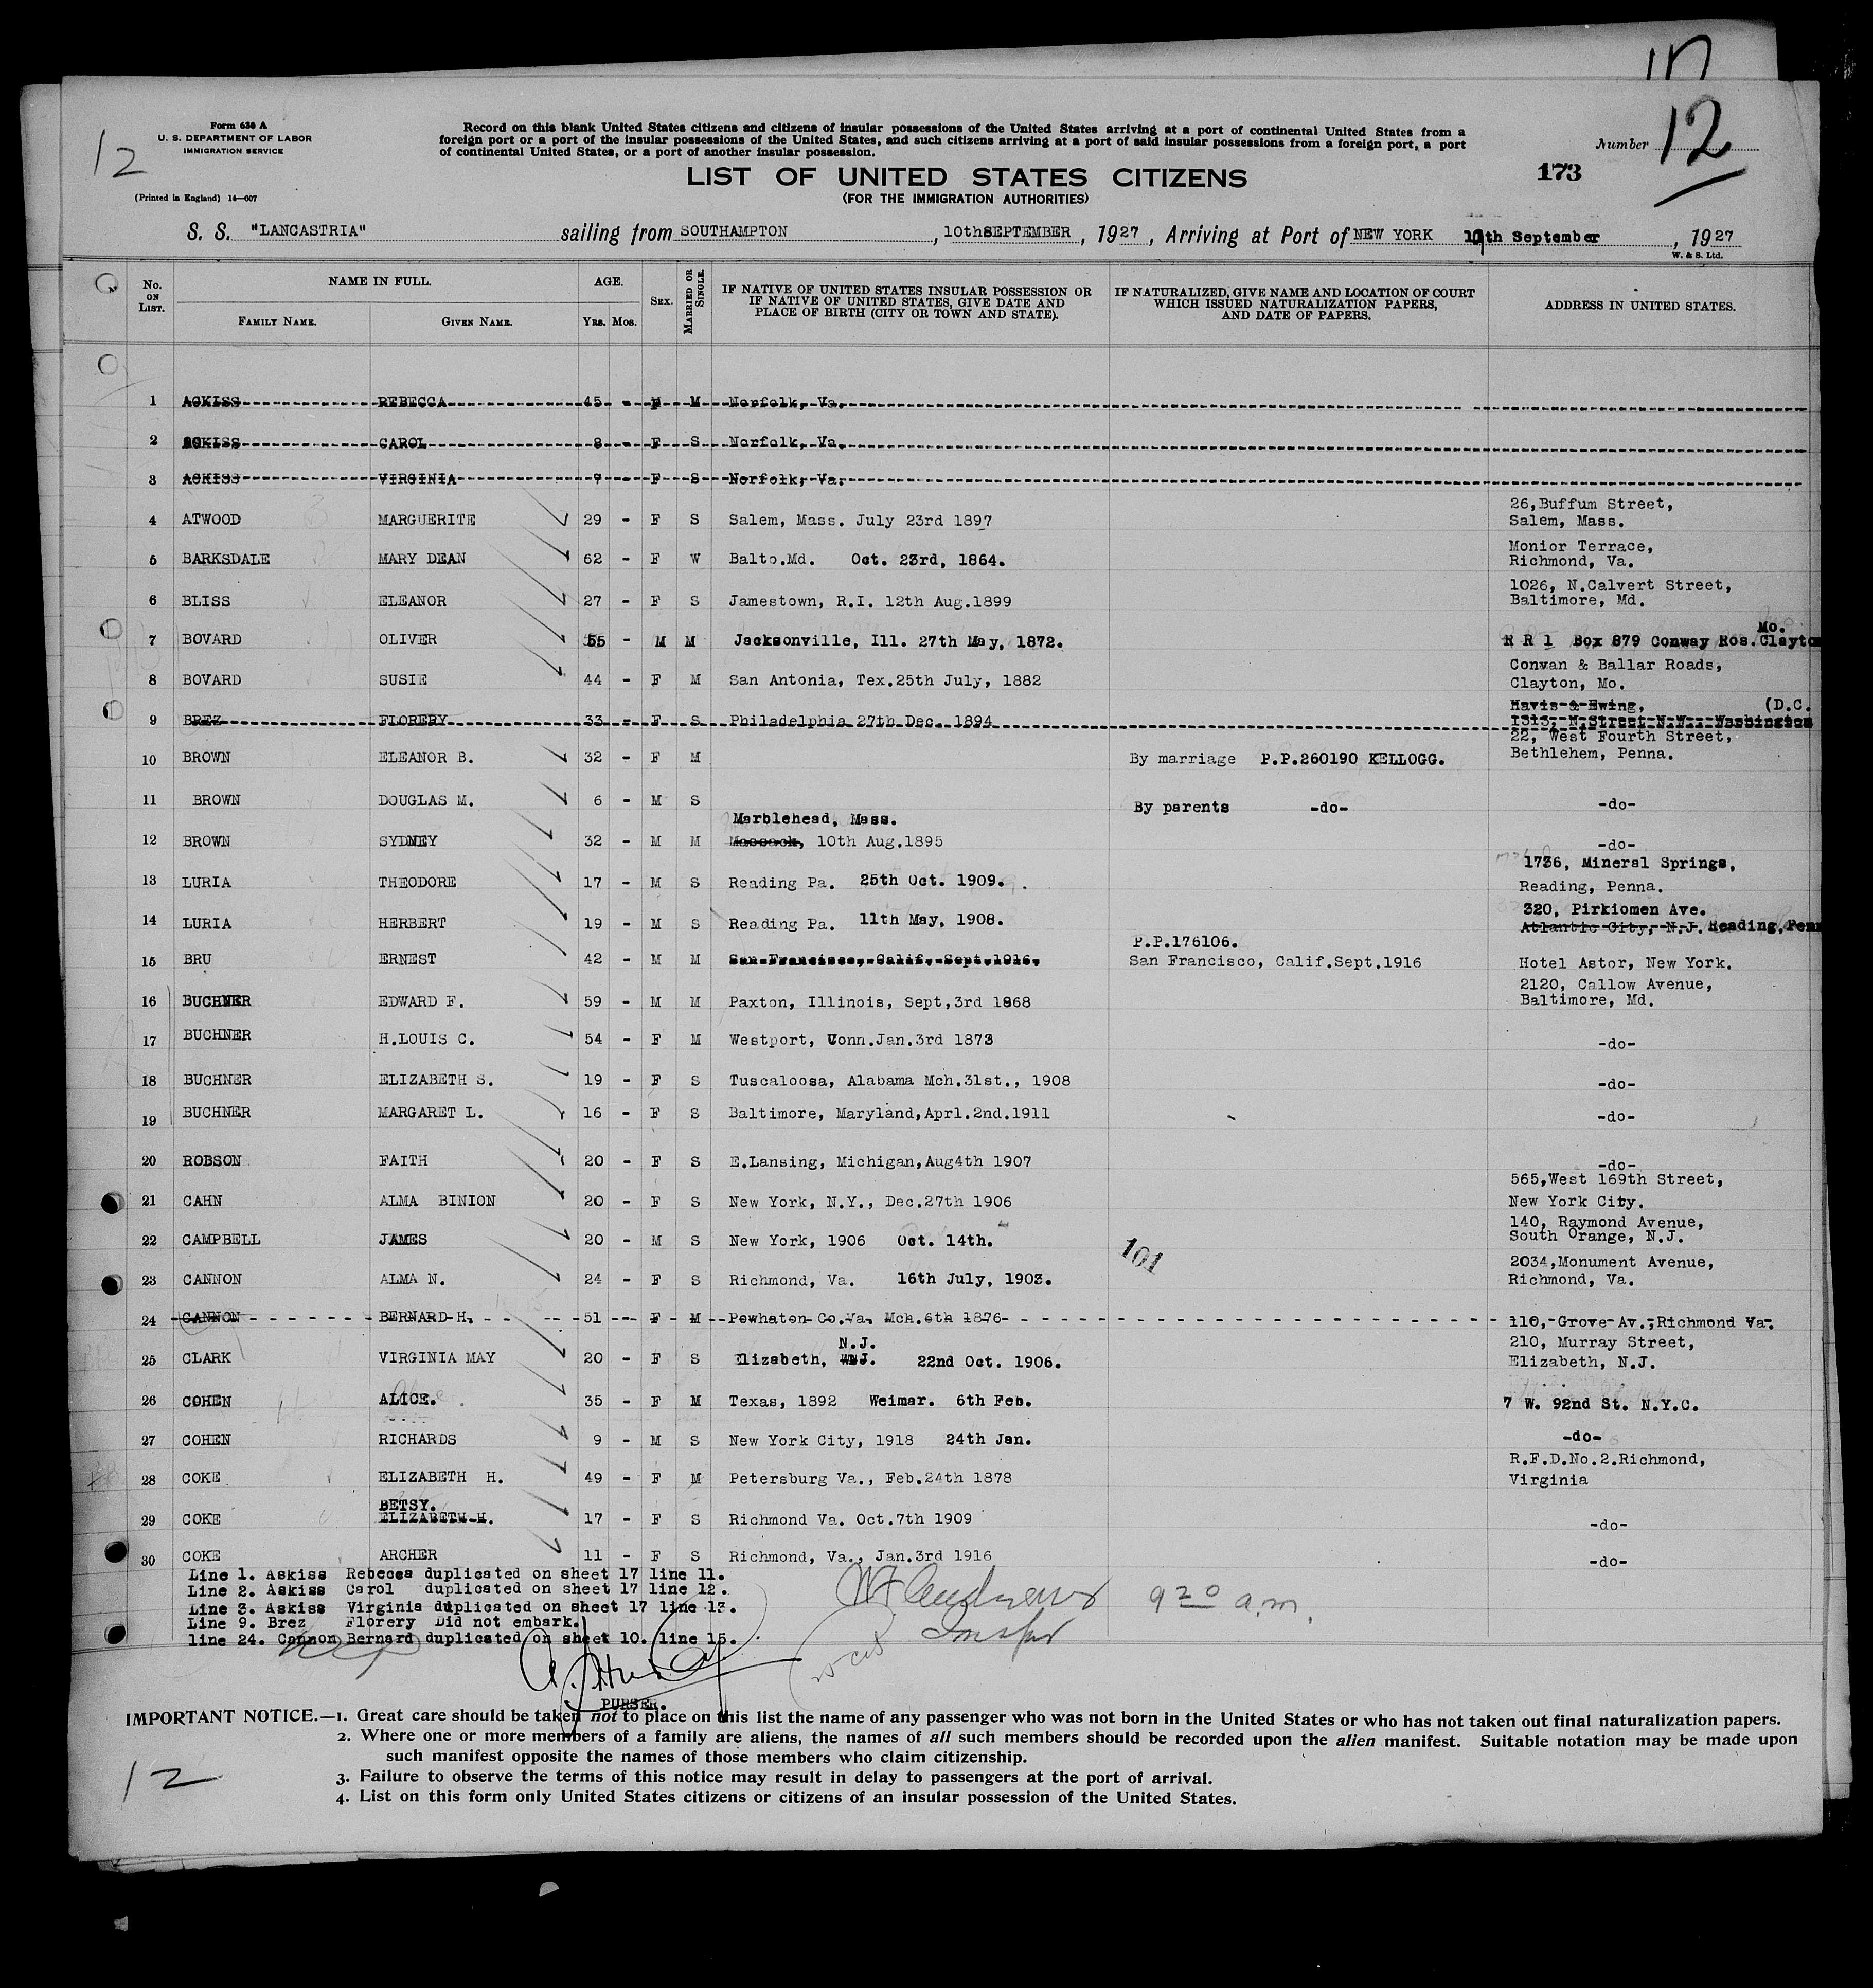 12
Form 630 A
U. S. DEPARTMENT OF LABOR
IMMIGRATION SERVICE
(Printed in England) 14—607
Record on this blank United States citizens and citizens of insular possessions of the United States arriving at a port of continental United States from a
foreign port or a port of the insular possessions of the United States, and such citizens arriving at a port of said insular possessions from a foreign port, a port
of continental United States, or a port of another insular possession.
Number 12
173
LIST OF UNITED STATES CITIZENS
(FOR THE IMMIGRATION AUTHORITIES)
S. S. "LANCASTRIA" sailing from SOUTHAMPTON, 10thSEPTEMBER, 1927, Arriving at Port of NEW YORK 19th September, 1927
W. & S. Ltd.
No. ON LIST. NAME IN FULL. FAMILY NAME. GIVEN NAME. AGE. YRS. MOS. SEX. MARRIED OR SINGLE. IF NATIVE OF UNITED STATES INSULAR POSSESSION OR IF NATIVE OF UNITED STATES, GIVE DATE AND PLACE OF BIRTH (CITY OR TOWN AND STATE). IF NATURALIZED, GIVE NAME AND LOCATION OF COURT WHICH ISSUED NATURALIZATION PAPERS, AND DATE OF PAPERS. ADDRESS IN UNITED STATES.
1 ASKISS REBECCA 45 - M Norfolk, Va.
2 ASKISS CAROL 8 - F S Norfolk, Va.
3 ASKISS VIRGINIA 7 - F S Norfolk, Va.
4 ATWOOD MARGUERITE 29 - F S Salem, Mass. July 23rd 1897 26,Buffum Street, Salem, Mass.
5 BARKSDALE MARY DEAN 62 - F W Balto.Md. Oct. 23rd, 1864. Monior Terrace, Richmond, Va.
6 BLISS ELEANOR 27 - F S Jamestown, R.I. 12th Aug.1899 1026, N.Calvert Street, Baltimore, Md.
7 BOVARD OLIVER 55 - M M Jacksonville, Ill. 27th May, 1872. R R 1 Box 879 Conway Ros. Clayton Mo.
8 BOVARD SUSIE 44 - F M San Antonia, Tex.25th July, 1882 Convan & Ballar Roads, Clayton, Mo.
9 BREZ FLORERY 33 - F S Philadelphia 27th Dec. 1894 Mavis & Ewing, (D.C. 1313, N.Street N.W. Washington
10 BROWN ELEANOR B. 32 - F M By marriage P.P.260190 KELLOGG. 22, West Fourth Street, Bethlehem, Penna.
11 BROWN DOUGLAS M. 6 - M S By parents -do- -do-
12 BROWN SYDNEY 32 - M M Marblehead, Mass. 10th Aug.1895 -do-
13 LURIA THEODORE 17 - M S Reading Pa. 25th Oct. 1909. 1736, Mineral Springs, Reading, Penna.
14 LURIA HERBERT 19 - M S Reading Pa. 11th May, 1908. 320, Pirkiomen Ave. Atlantic City, N.J. Reading,Penn
15 BRU ERNEST 42 - M M San Francisco, Calif. Sept.1916, P.P.176106. San Francisco, Calif.Sept.1916 Hotel Astor, New York.
16 BUCHNER EDWARD F. 59 - M M Paxton, Illinois, Sept,3rd 1868 2120, Callow Avenue, Baltimore, Md.
17 BUCHNER H.LOUIS C. 54 - F M Westport, Conn.Jan.3rd 1873 -do-
18 BUCHNER ELIZABETH S. 19 - F S Tuscaloosa, Alabama Mch.31st., 1908 -do-
19 BUCHNER MARGARET L. 16 - F S Baltimore, Maryland,Aprl.2nd.1911 -do-
20 ROBSON FAITH 20 - F S E.Lansing, Michigan,Aug4th 1907 -do-
21 CAHN ALMA BINION 20 - F S New York, N.Y., Dec.27th 1906 565,West 169th Street, New York City.
22 CAMPBELL JAMES 20 - M S New York, 1906 Oct. 14th. 140, Raymond Avenue, South Orange, N.J.
101
23 CANNON ALMA N. 24 - F S Richmond, Va. 16th July, 1903. 2034,Monument Avenue, Richmond, Va.
24 CANNON BERNARD H. 51 - F M Powhaton Co.Va. Mch.6th 1876 110, Grove Av., Richmond Va.
25 CLARK VIRGINIA MAY 20 - F S Elizabeth, N.J. 22nd Oct. 1906. 210, Murray Street, Elizabeth, N.J.
26 COHEN ALICE. 35 - F M Texas, 1892 Weimar. 6th Feb. 7 W. 92nd St. N.Y.C.
27 COHEN RICHARDS 9 - M S New York City, 1918 24th Jan. -do-
28 COKE ELIZABETH H. 49 - F M Petersburg Va., Feb.24th 1878 R.F.D.No.2.Richmond, Virginia
29 COKE BETSY. ELIZABETH H. 17 - F S Richmond Va. Oct.7th 1909 -do-
30 COKE ARCHER 11 - F S Richmond, Va., Jan.3rd 1916 -do-
Line 1. Askiss Rebecca duplicated on sheet 17 line 11.
Line 2. Askiss Carol duplicated on sheet 17 line 12.
Line 3. Askiss Virginia duplicated on sheet 17 line 13.
Line 9. Brez Florery Did not embark.
line 24. Cannon Bernard duplicated on sheet 10. line 15.
9 20 a.m.
PURSER.
IMPORTANT NOTICE.—1. Great care should be taken not to place on this list the name of any passenger who was not born in the United States or who has not taken out final naturalization papers.
2. Where one or more members of a family are aliens, the names of all such members should be recorded upon the alien manifest. Suitable notation may be made upon
such manifest opposite the names of those members who claim citizenship.
3. Failure to observe the terms of this notice may result in delay to passengers at the port of arrival.
4. List on this form only United States citizens or citizens of an insular possession of the United States.
12